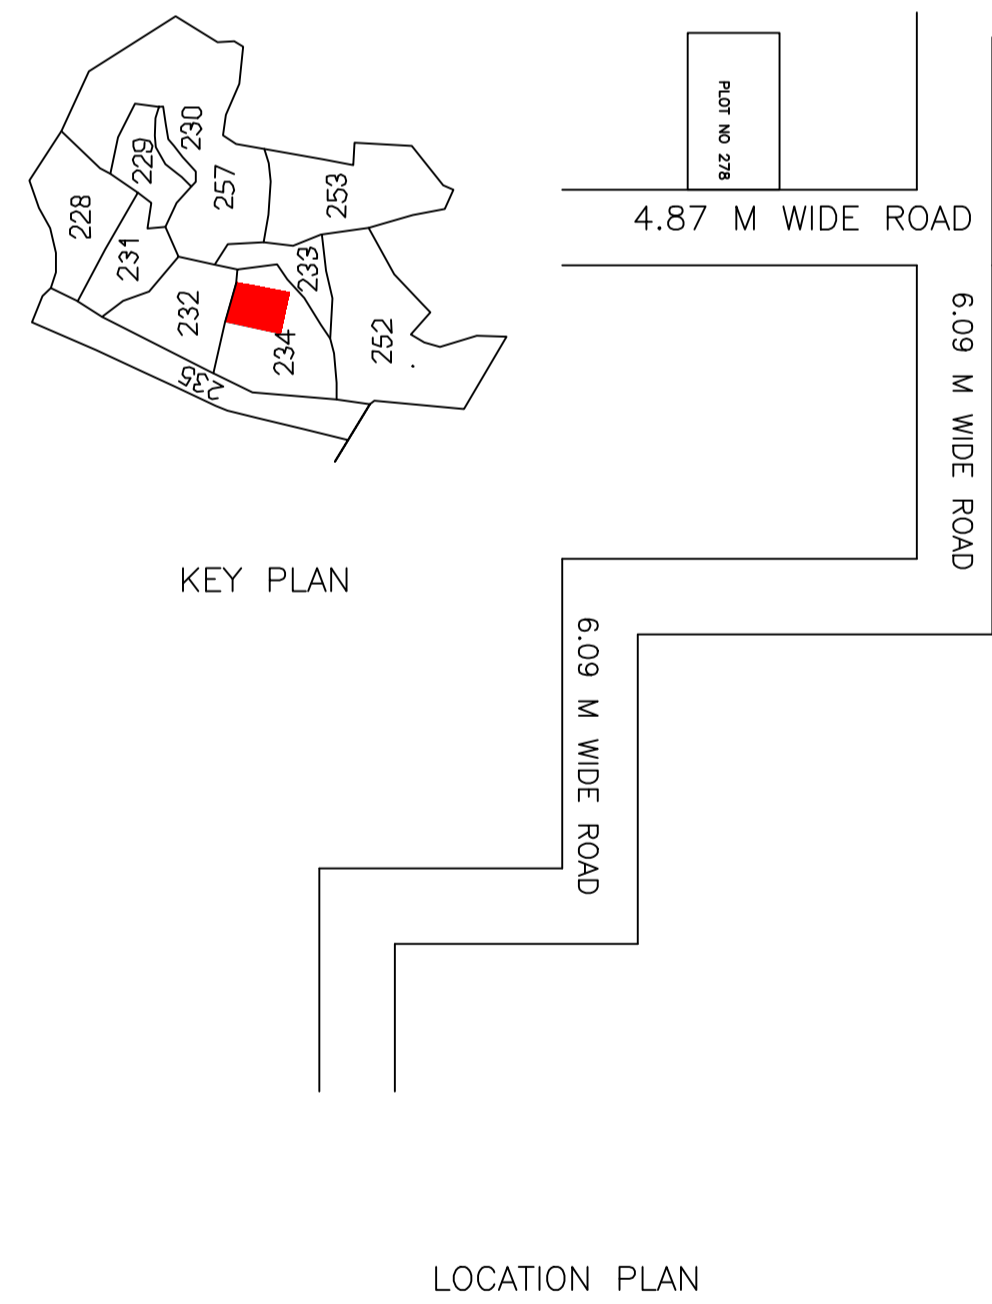 230
229
257
253
228
231
233
232
234
252
235
KEY PLAN
PLOT NO 278
4.87 M WIDE ROAD
6.09 M WIDE ROAD
6.09 M WIDE ROAD
LOCATION PLAN